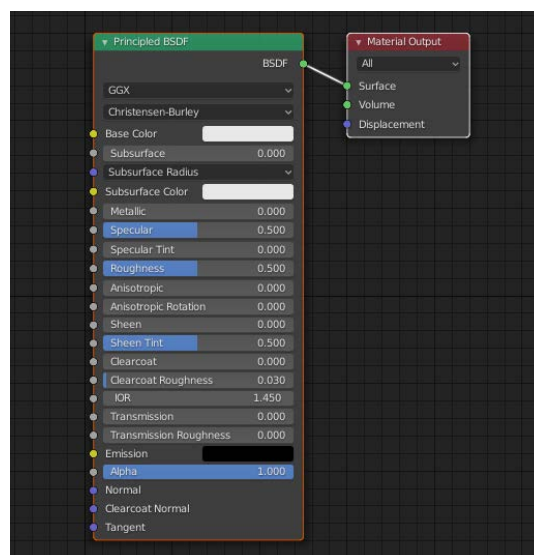 Principled BSDF
BSDF
GGX
Christensen-Burley
Base Color
Subsurface 0.000
Subsurface Radius
Subsurface Color
Metallic 0.000
Specular 0.500
Specular Tint 0.000
Roughness 0.500
Anisotropic 0.000
Anisotropic Rotation 0.000
Sheen 0.000
Sheen Tint 0.500
Clearcoat 0.000
Clearcoat Roughness 0.030
IOR 1.450
Transmission 0.000
Transmission Roughness 0.000
Emission
Alpha 1.000
Normal
Clearcoat Normal
Tangent
Material Output
All
Surface
Volume
Displacement